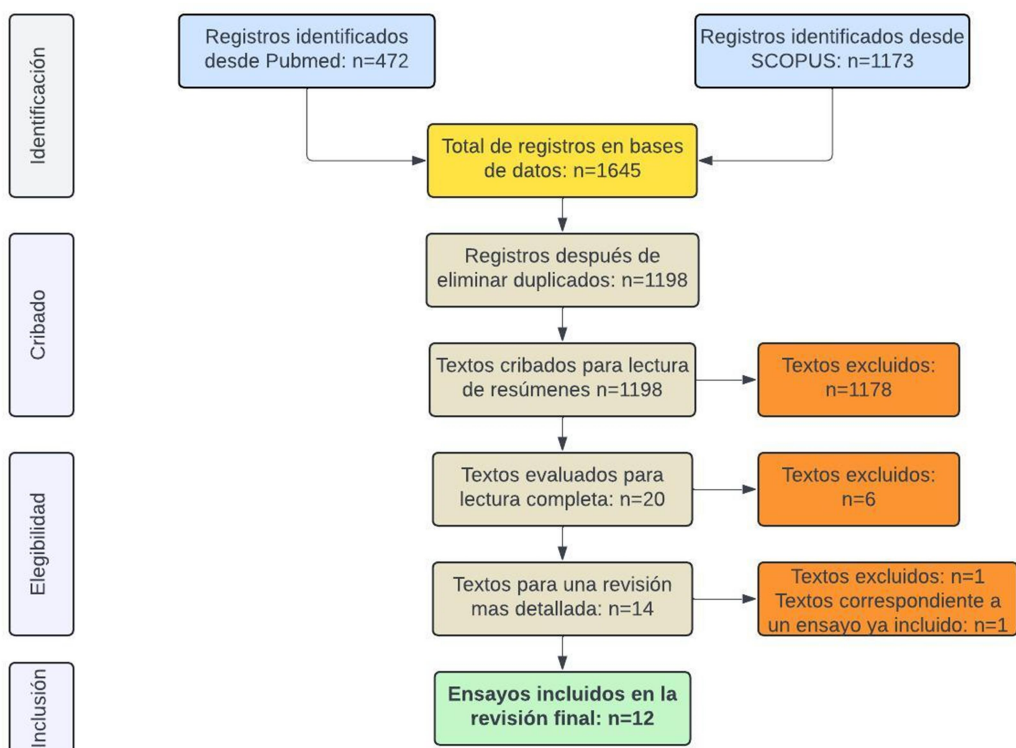 Identificación
Registros identificados
desde Pubmed: n=472
Registros identificados desde
SCOPUS: n=1173
Total de registros en bases
de datos: n=1645
Cribado
Registros después de
eliminar duplicados: n=1198
Textos cribados para lectura
de resúmenes n=1198
Textos excluidos:
n=1178
Elegibilidad
Textos evaluados para
lectura completa: n=20
Textos excluidos:
n=6
Textos para una revisión
mas detallada: n=14
Textos excluidos: n=1
Textos correspondiente a
un ensayo ya incluido: n=1
Inclusión
Ensayos incluidos en la
revisión final: n=12